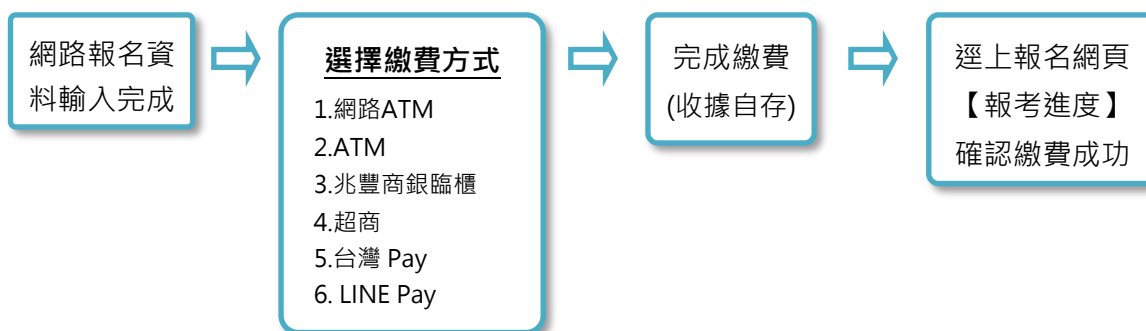 網路報名資
料輸入完成
選擇繳費方式
1.網路ATM
2.ATM
3.兆豐商銀臨櫃
4.超商
5.台灣 Pay
6. LINE Pay
完成繳費
(收據自存)
逕上報名網頁
【報考進度】
確認繳費成功